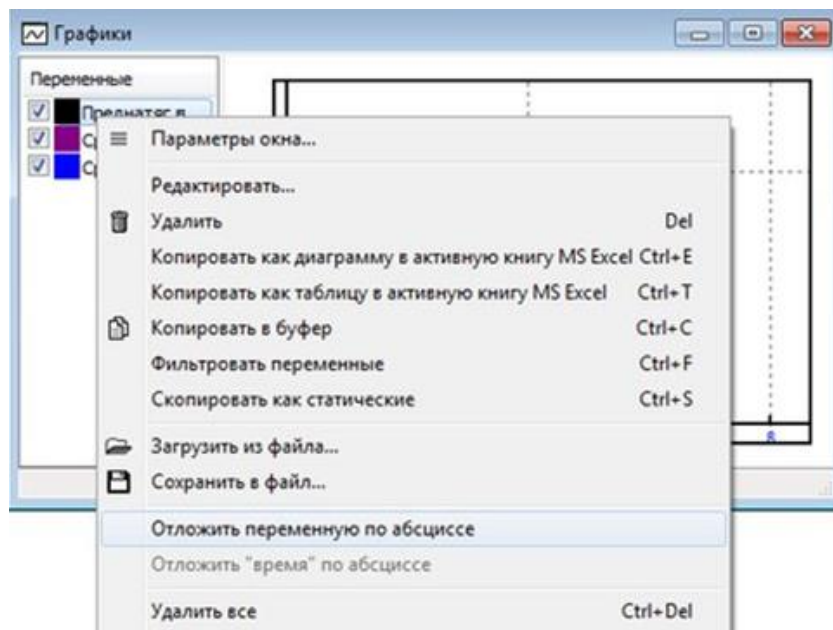 Графики
Переменные
Преднатяг в
Параметры окна...
Редактировать...
Удалить Del
Копировать как диаграмму в активную книгу MS Excel Ctrl+E
Копировать как таблицу в активную книгу MS Excel Ctrl+T
Копировать в буфер Ctrl+C
Фильтровать переменные Ctrl+F
Скопировать как статические Ctrl+S
Загрузить из файла...
Сохранить в файл...
Отложить переменную по абсциссе
Отложить "время" по абсциссе
Удалить все Ctrl+Del